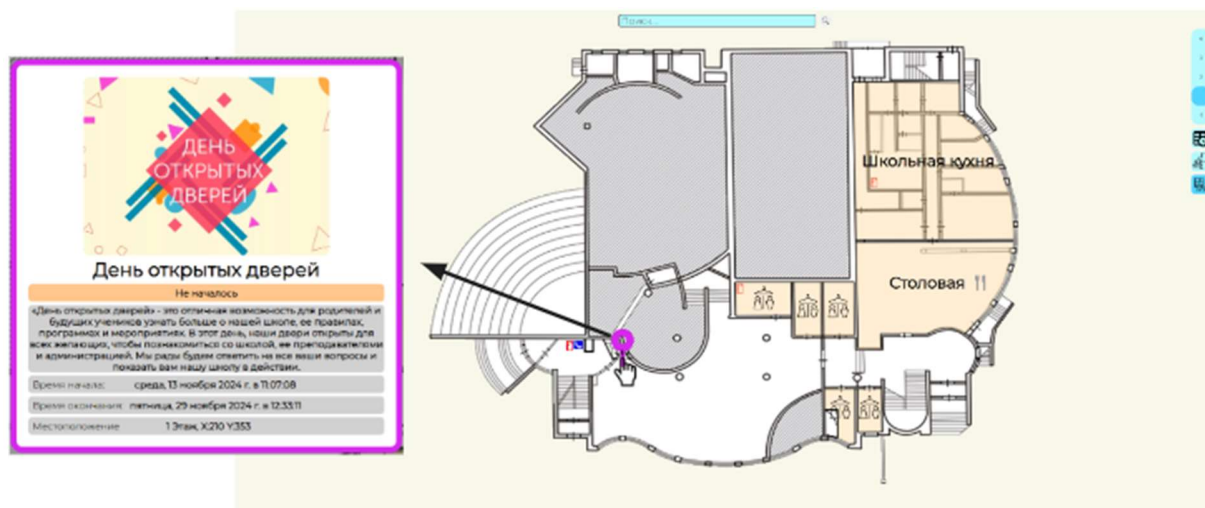 Поиск...
ДЕНЬ
ОТКРЫТЫХ
ДВЕРЕЙ
День открытых дверей
Не началось
«День открытых дверей» - это отличная возможность для родителей и
будущих учеников узнать больше о нашей школе, ее правилах,
программах и мероприятиях. В этот день, наши двери открыты для
всех желающих, чтобы познакомиться со школой, ее преподавателями
и администрацией. Мы рады будем ответить на все ваши вопросы и
показать вам нашу школу в действии.
Время начала: среда, 13 ноября 2024 г. в 11:07:08
Время окончания: пятница, 29 ноября 2024 г. в 12:33:11
Местоположение 1 Этаж, X:210 Y:353
Школьная кухня
Столовая